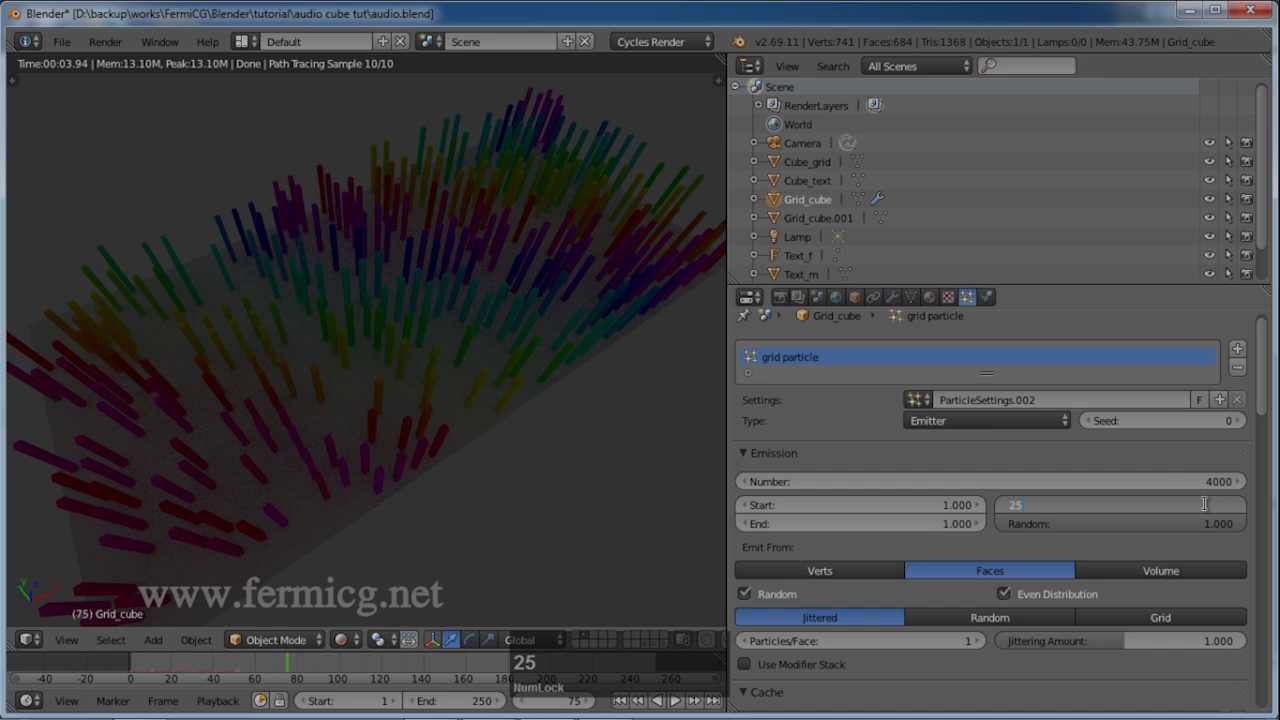 Blender* [D:\backup\works\FermiCG\Blender\tutorial\audio cube tut\audio.blend]
File Render Window Help Default Scene Cycles Render v2.69.11 | Verts:741 | Faces:684 | Tris:1368 | Objects:1/1 | Lamps:0/0 | Mem:43.75M | Grid_cube
Time:00:03.94 | Mem:13.10M, Peak:13.10M | Done | Path Tracing Sample 10/10
View Search All Scenes
Scene
RenderLayers |
World
Camera |
Cube_grid |
Cube_text |
Grid_cube |
Grid_cube.001 |
Lamp |
Text_f |
Text_m |
Grid_cube grid particle
grid particle
Settings: ParticleSettings.002 F
Type: Emitter Seed: 0
Emission
Number: 4000
Start: 1.000 25
End: 1.000 Random: 1.000
Emit From:
Verts Faces Volume
Random Even Distribution
Jittered Random Grid
Particles/Face: 1 Jittering Amount: 1.000
Use Modifier Stack
Cache
y z
www.fermicg.net
(75) Grid_cube
View Select Add Object Object Mode Global
25
NumLock
-40 -20 0 20 40 60 80 100 120 140 160 180 200 220 240 260
View Marker Frame Playback Start: 1 End: 250 75